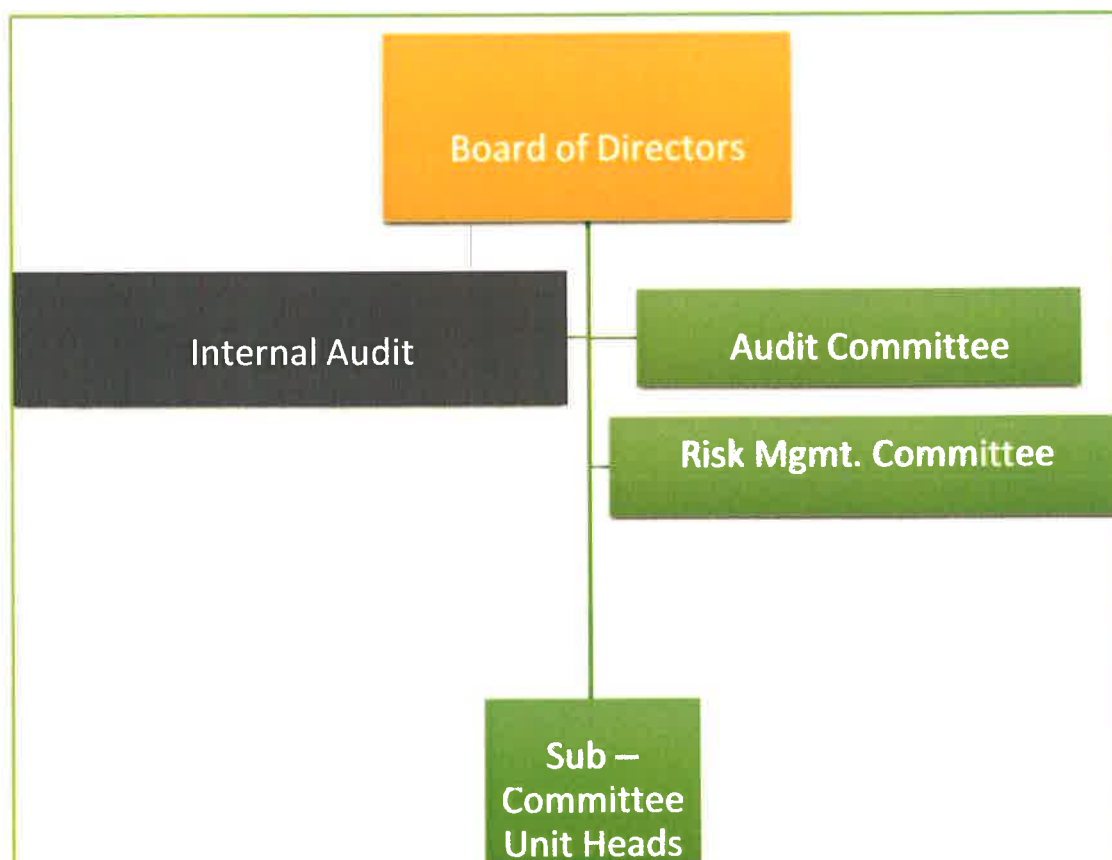 Board of Directors
Internal Audit
Audit Committee
Risk Mgmt. Committee
Sub –
Committee
Unit Heads